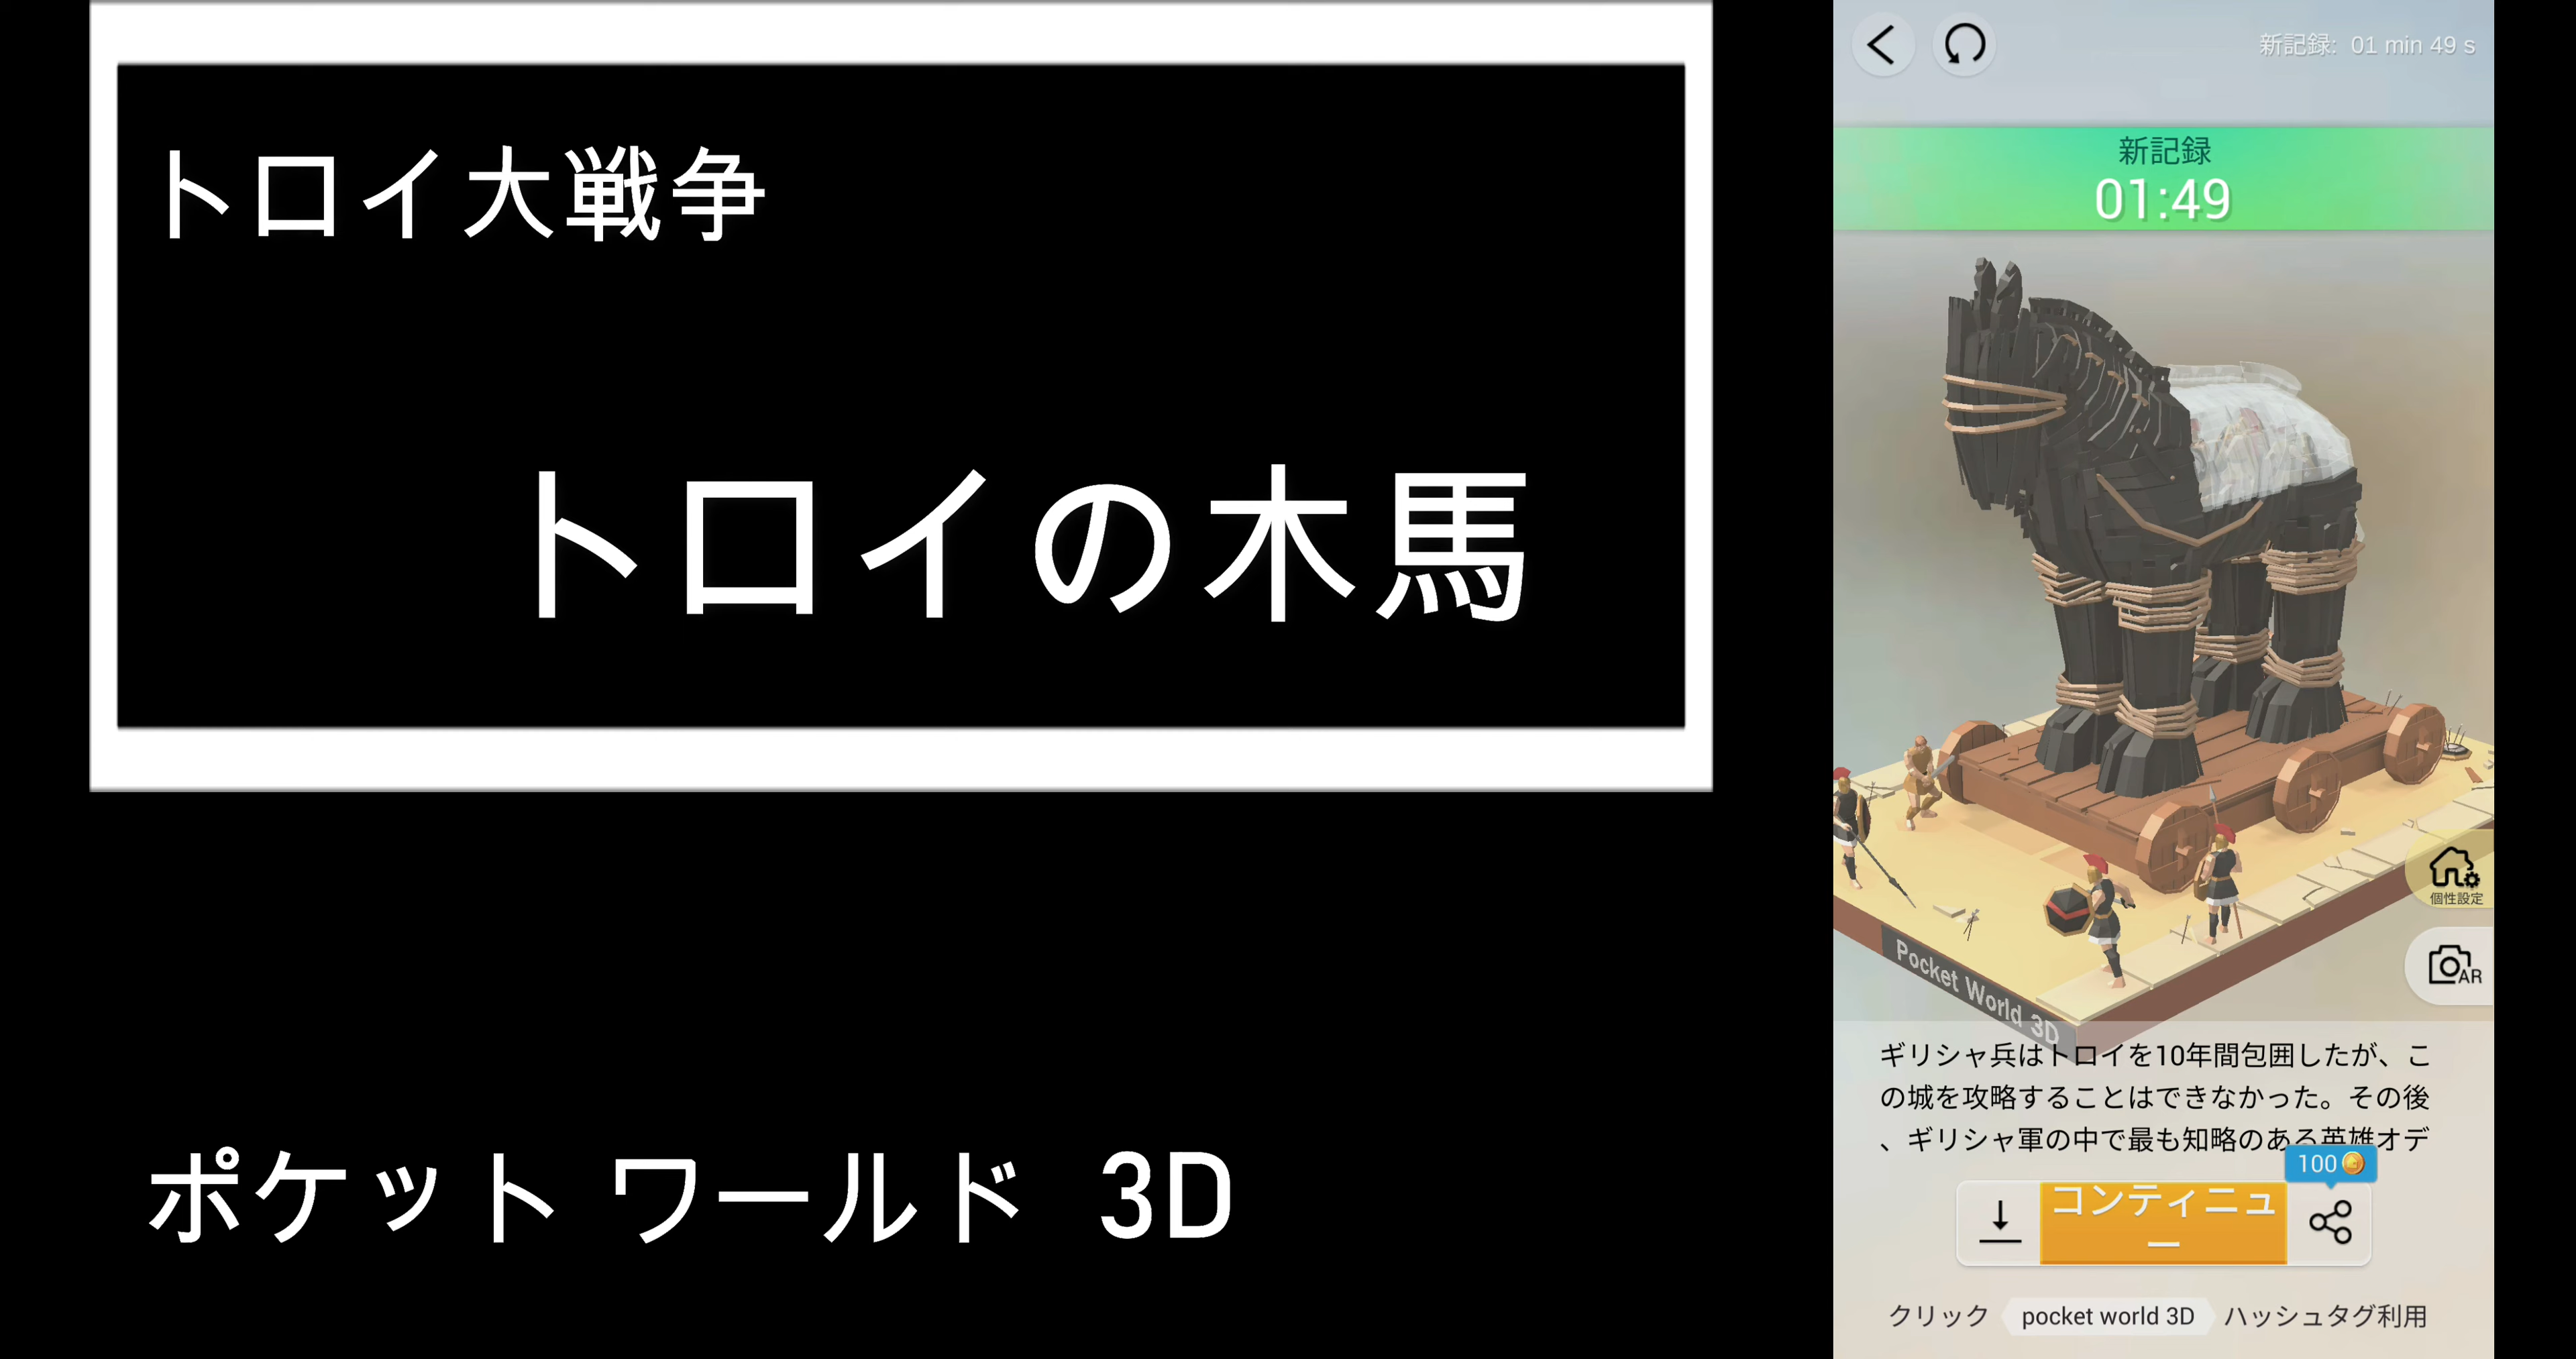 トロイ大戦争
トロイの木馬
ポケット ワールド 3D
新記録: 01 min 49 s
新記録
01:49
個性設定
AR
Pocket World 3D
ギリシャ兵はトロイを10年間包囲したが、こ
の城を攻略することはできなかった。その後
、ギリシャ軍の中で最も知略のある英雄オデ
100
コンティニュ
ー
クリック pocket world 3D ハッシュタグ利用